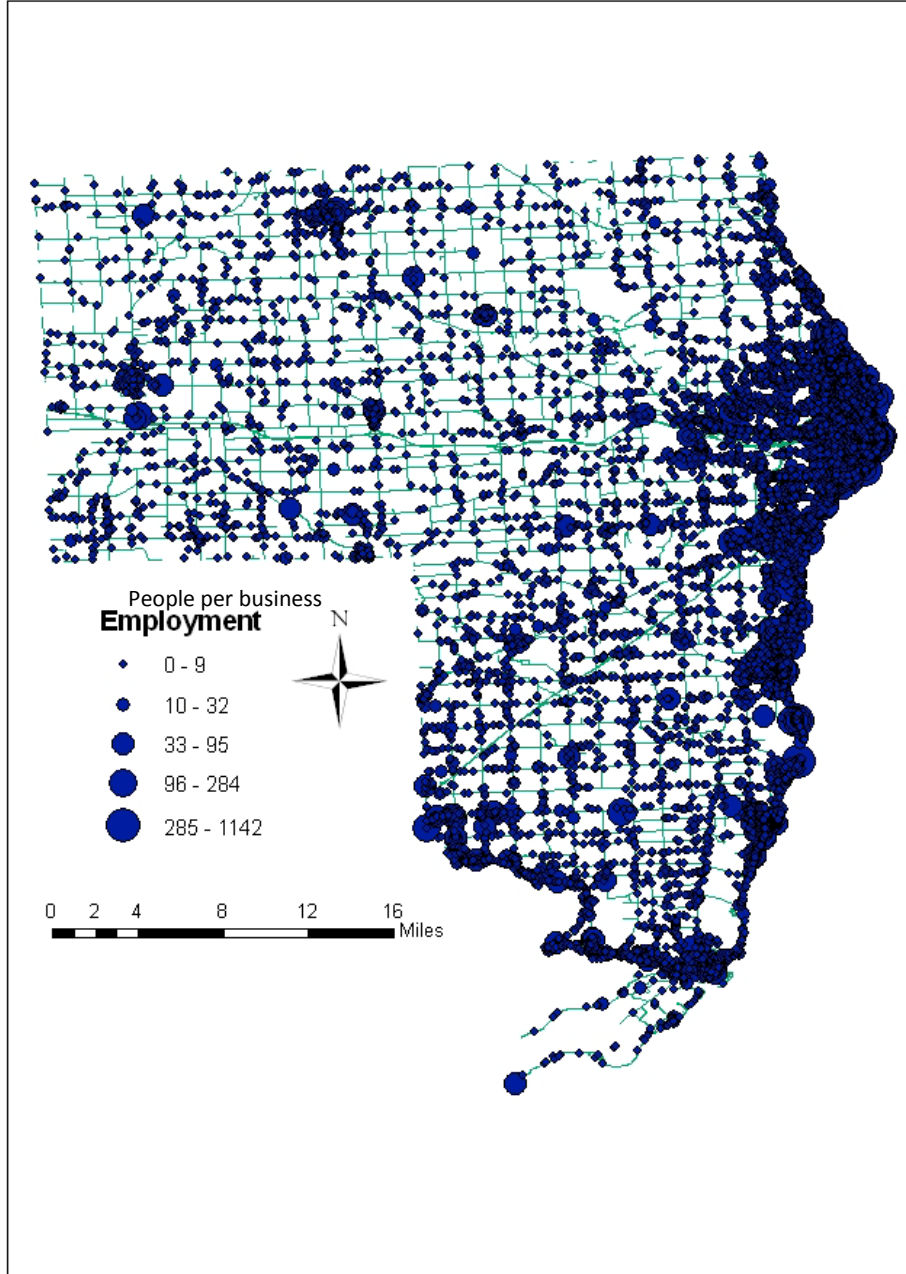 People per business
Employment
N
0 - 9
10 - 32
33 - 95
96 - 284
285 - 1142
0 2 4 8 12 16
Miles